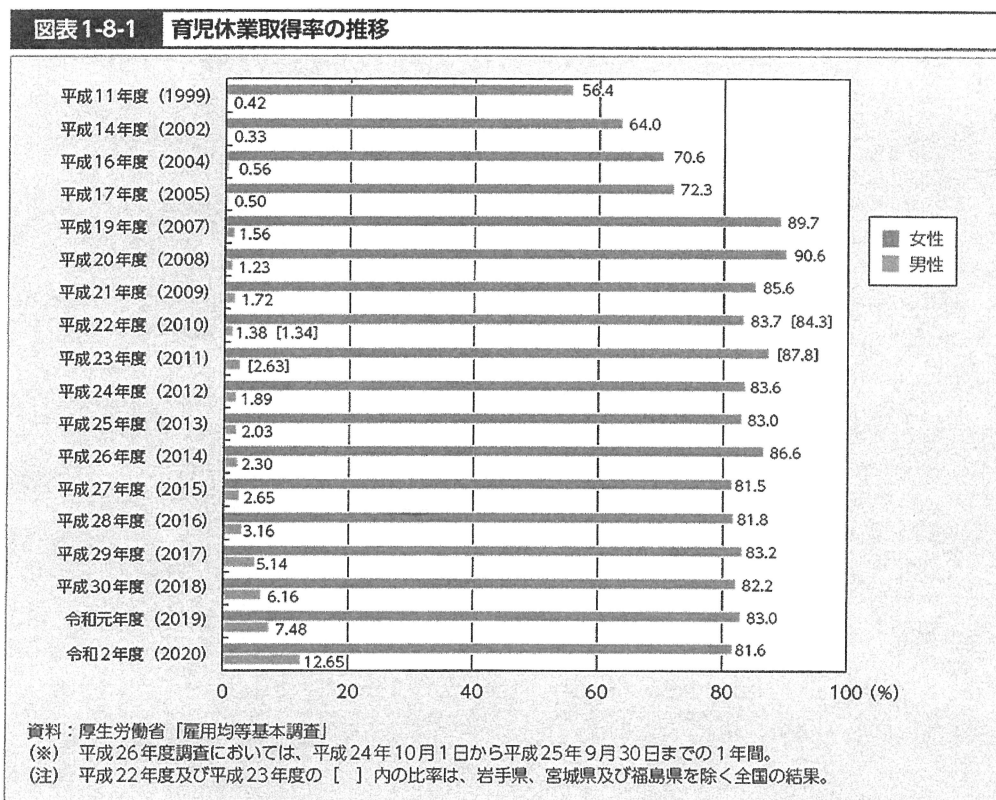 図表1-8-1 育児休業取得率の推移
平成11年度（1999） 56.4
0.42
平成14年度（2002） 64.0
0.33
平成16年度（2004） 70.6
0.56
平成17年度（2005） 72.3
0.50
平成19年度（2007） 89.7
1.56
平成20年度（2008） 90.6
1.23
平成21年度（2009） 85.6
1.72
平成22年度（2010） 83.7 [84.3]
1.38 [1.34]
平成23年度（2011） [87.8]
[2.63]
平成24年度（2012） 83.6
1.89
平成25年度（2013） 83.0
2.03
平成26年度（2014） 86.6
2.30
平成27年度（2015） 81.5
2.65
平成28年度（2016） 81.8
3.16
平成29年度（2017） 83.2
5.14
平成30年度（2018） 82.2
6.16
令和元年度（2019） 83.0
7.48
令和2年度（2020） 81.6
12.65
0 20 40 60 80 100 (%)
女性
男性
資料：厚生労働省「雇用均等基本調査」
（※） 平成26年度調査においては、平成24年10月1日から平成25年9月30日までの1年間。
（注） 平成22年度及び平成23年度の［ ］内の比率は、岩手県、宮城県及び福島県を除く全国の結果。